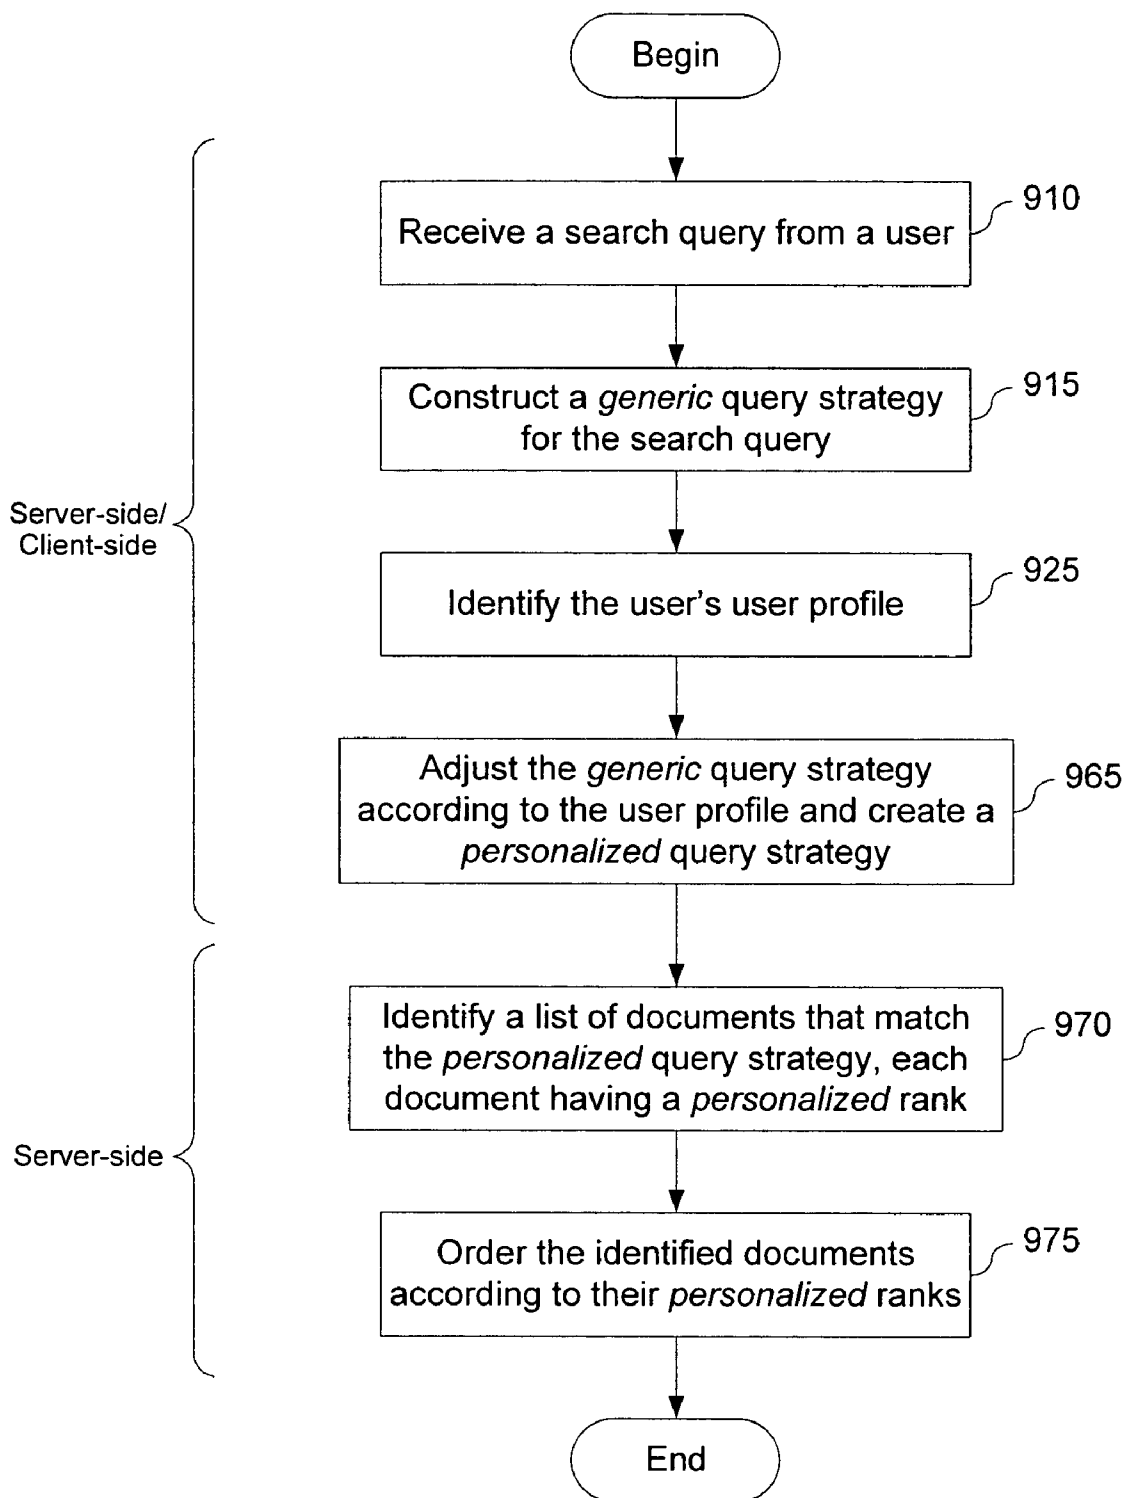 Begin
Receive a search query from a user
910
Construct a generic query strategy
for the search query
915
Server-side/
Client-side
Identify the user's user profile
925
Adjust the generic query strategy
according to the user profile and create a
personalized query strategy
965
Identify a list of documents that match
the personalized query strategy, each
document having a personalized rank
970
Server-side
Order the identified documents
according to their personalized ranks
975
End